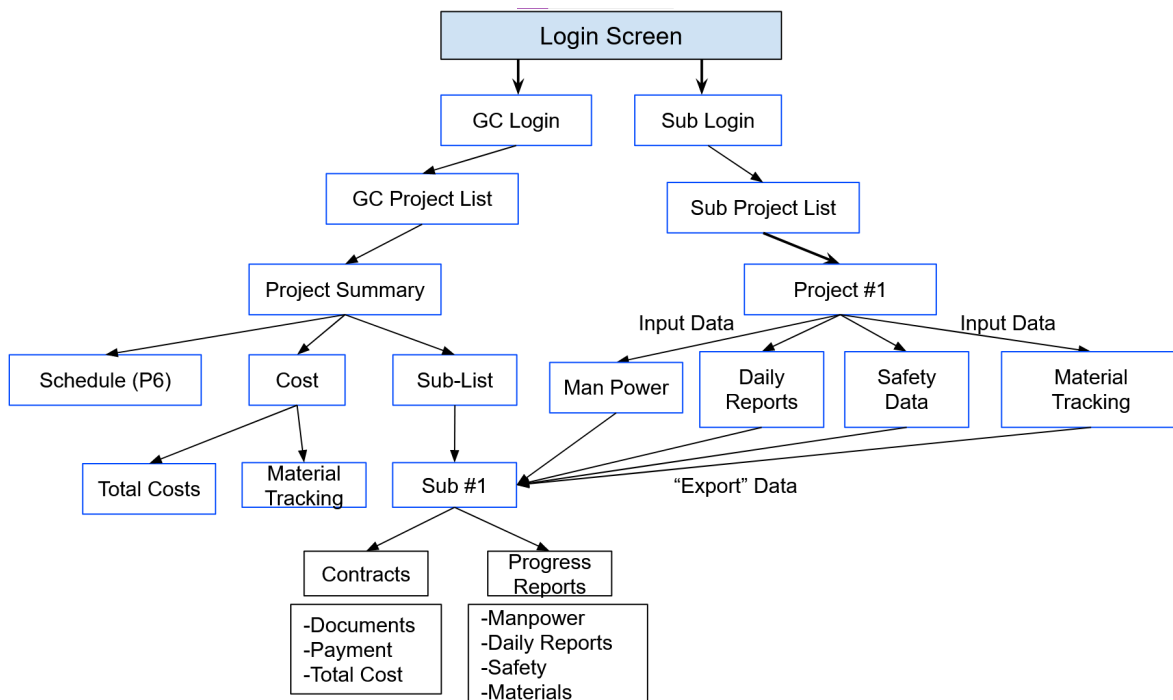 Login Screen
GC Login
Sub Login
GC Project List
Sub Project List
Project Summary
Project #1
Input Data
Input Data
Schedule (P6)
Cost
Sub-List
Man Power
Daily
Reports
Safety
Data
Material
Tracking
Total Costs
Material
Tracking
Sub #1
“Export” Data
Contracts
Progress
Reports
-Documents
-Payment
-Total Cost
-Manpower
-Daily Reports
-Safety
-Materials